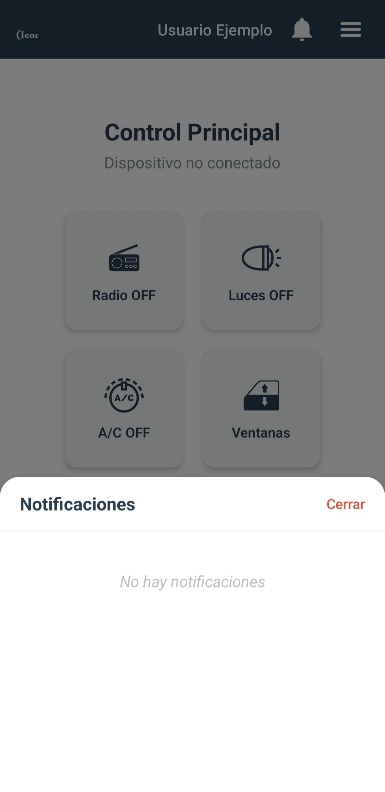 Usuario Ejemplo
Control Principal
Dispositivo no conectado
Radio OFF
Luces OFF
A/C
A/C OFF
Ventanas
Notificaciones
Cerrar
No hay notificaciones